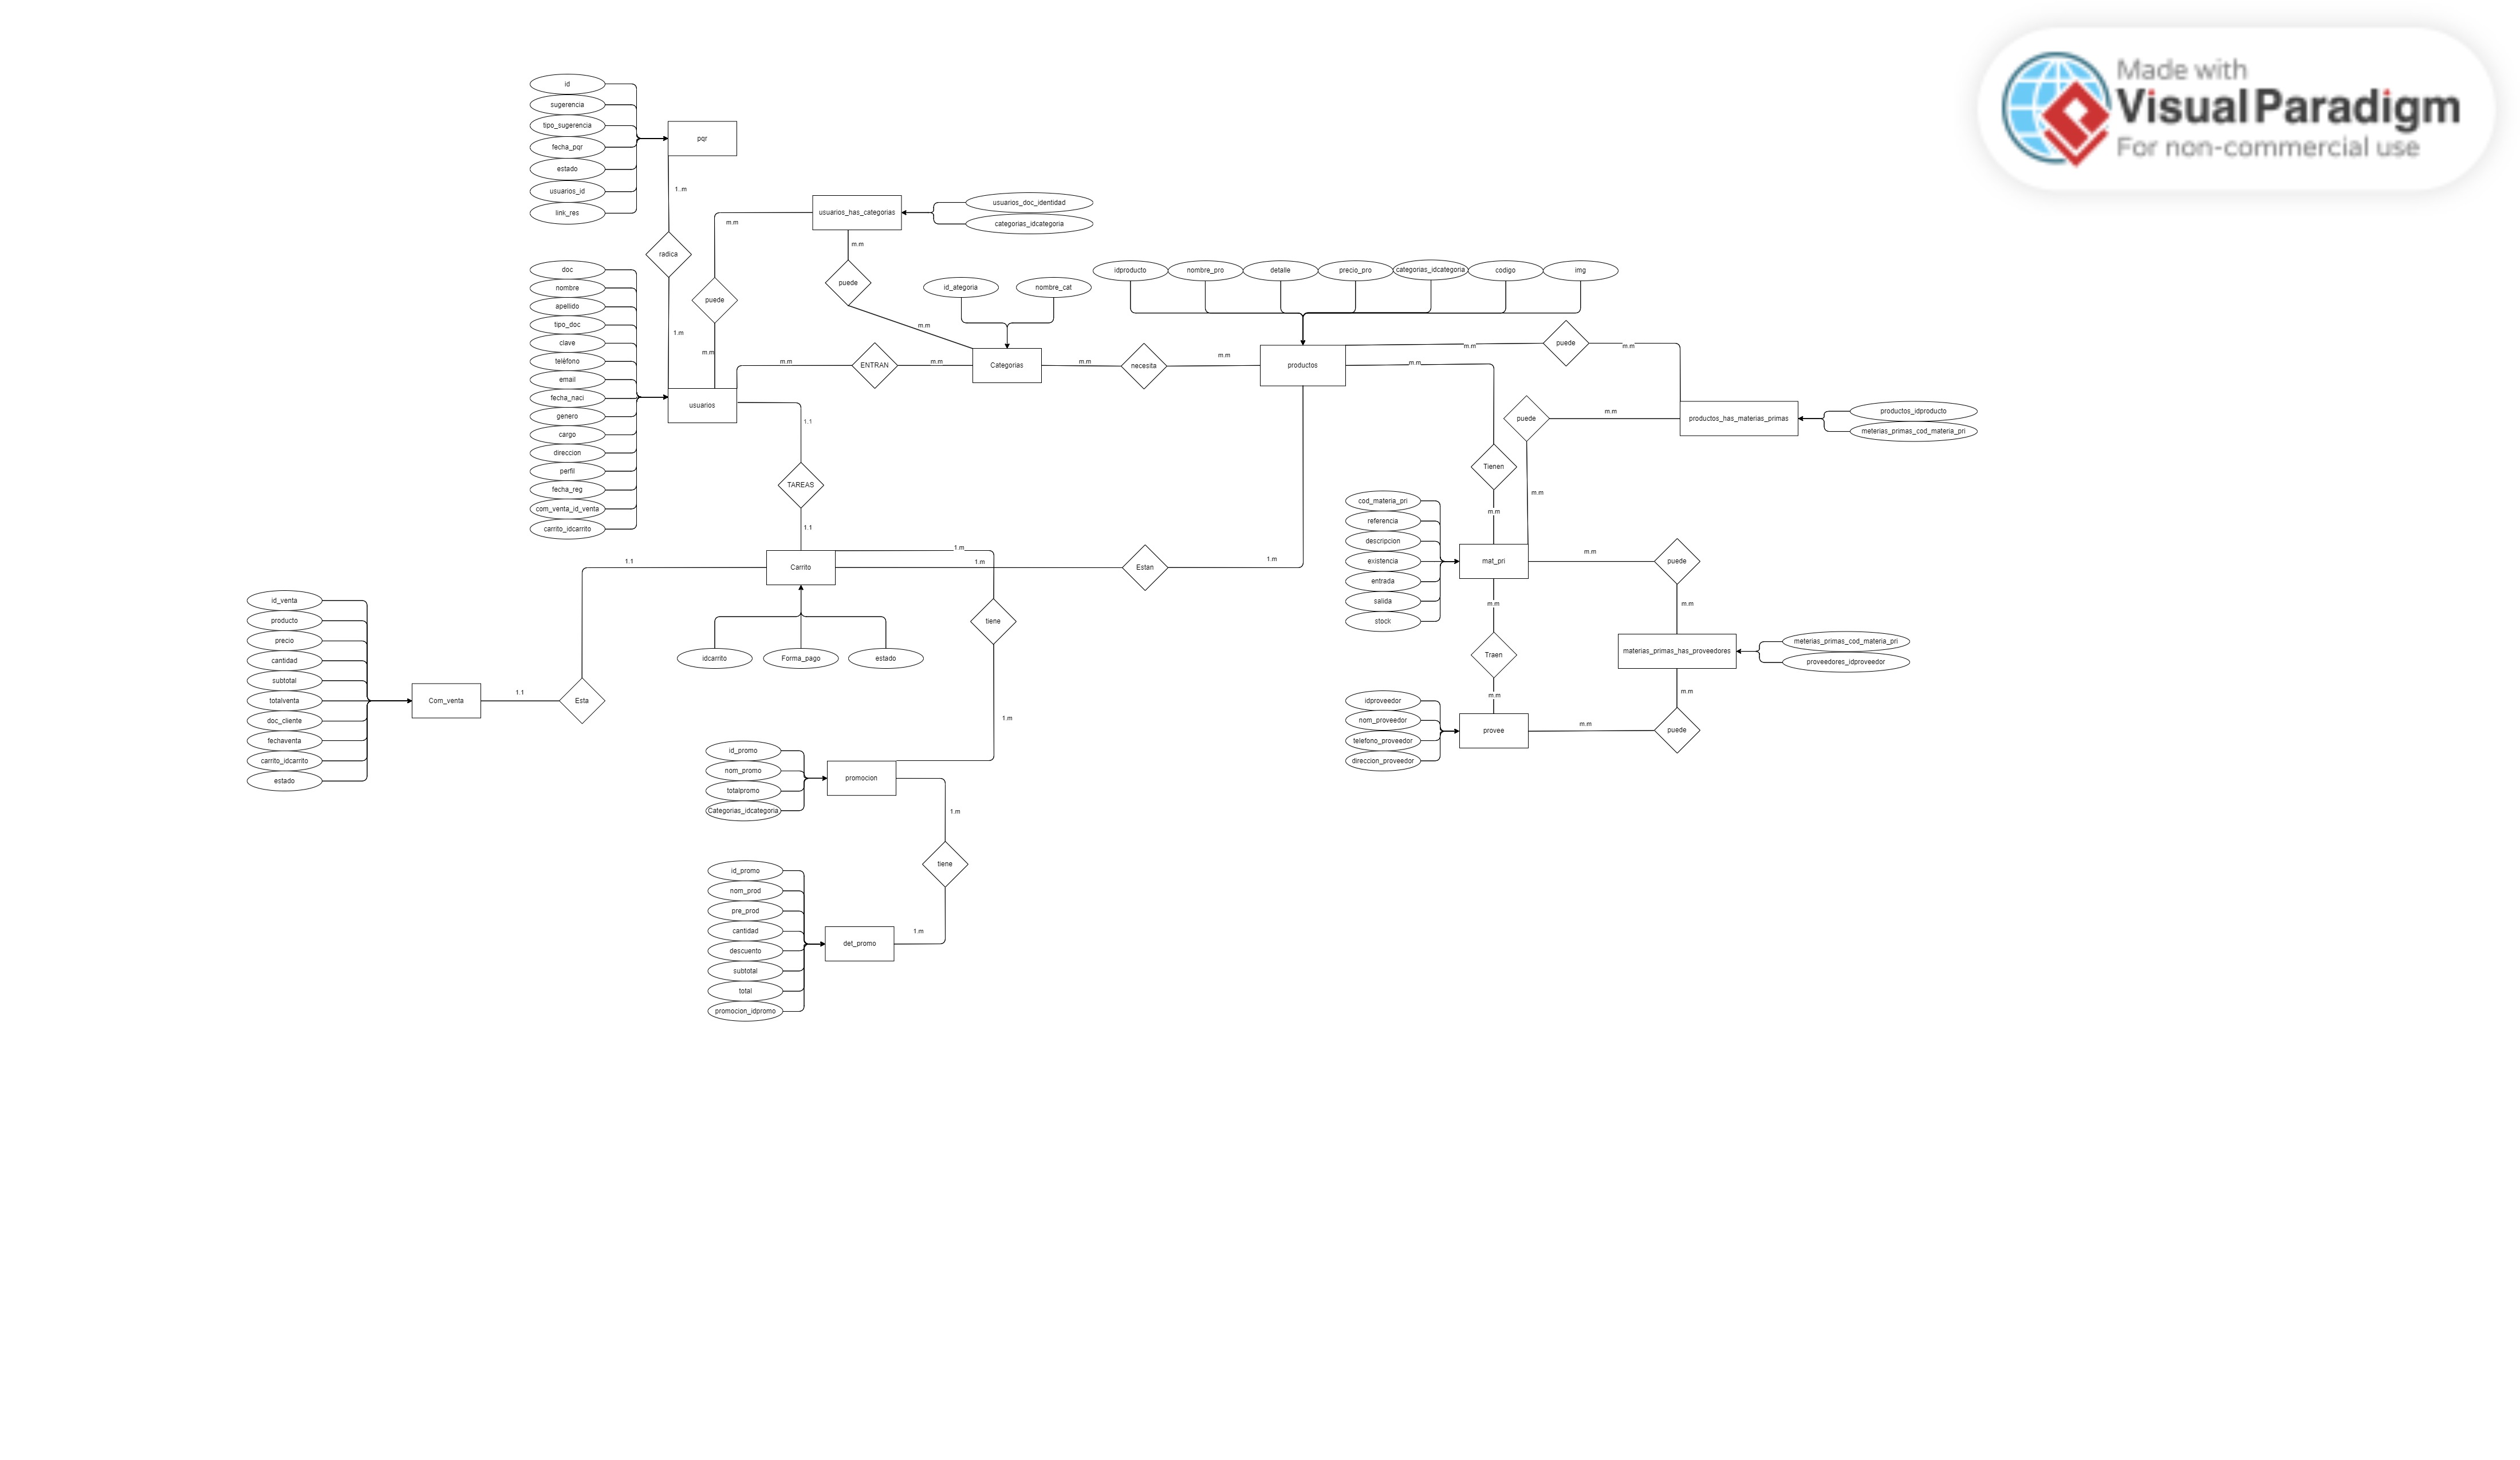 Made with
Visual Paradigm
For non-commercial use
id
sugerencia
tipo_sugerencia
fecha_pqr
estado
usuarios_id
link_res
pqr
1..m
radica
1.m
usuarios_has_categorias
usuarios_doc_identidad
categorias_idcategoria
m.m
m.m
puede
puede
m.m
m.m
id_ategoria
nombre_cat
idproducto
nombre_pro
detalle
precio_pro
categorias_idcategoria
codigo
img
doc
nombre
apellido
tipo_doc
clave
teléfono
email
fecha_naci
genero
cargo
direccion
perfil
fecha_reg
com_venta_id_venta
carrito_idcarrito
usuarios
m.m
ENTRAN
m.m
Categorias
m.m
necesita
m.m
productos
m.m
puede
m.m
m.m
productos_has_materias_primas
productos_idproducto
meterias_primas_cod_materia_pri
puede
m.m
m.m
Tienen
m.m
1.1
TAREAS
1.1
cod_materia_pri
referencia
descripcion
existencia
entrada
salida
stock
mat_pri
m.m
puede
m.m
1.1
Carrito
1.m
1.m
Estan
1.m
tiene
1.m
idcarrito
Forma_pago
estado
m.m
Traen
m.m
materias_primas_has_proveedores
meterias_primas_cod_materia_pri
proveedores_idproveedor
m.m
puede
m.m
idproveedor
nom_proveedor
telefono_proveedor
direccion_proveedor
provee
id_venta
producto
precio
cantidad
subtotal
totalventa
doc_cliente
fechaventa
carrito_idcarrito
estado
Com_venta
1.1
Esta
id_promo
nom_promo
totalpromo
Categorias_idcategoria
promocion
1.m
tiene
1.m
id_promo
nom_prod
pre_prod
cantidad
descuento
subtotal
total
promocion_idpromo
det_promo